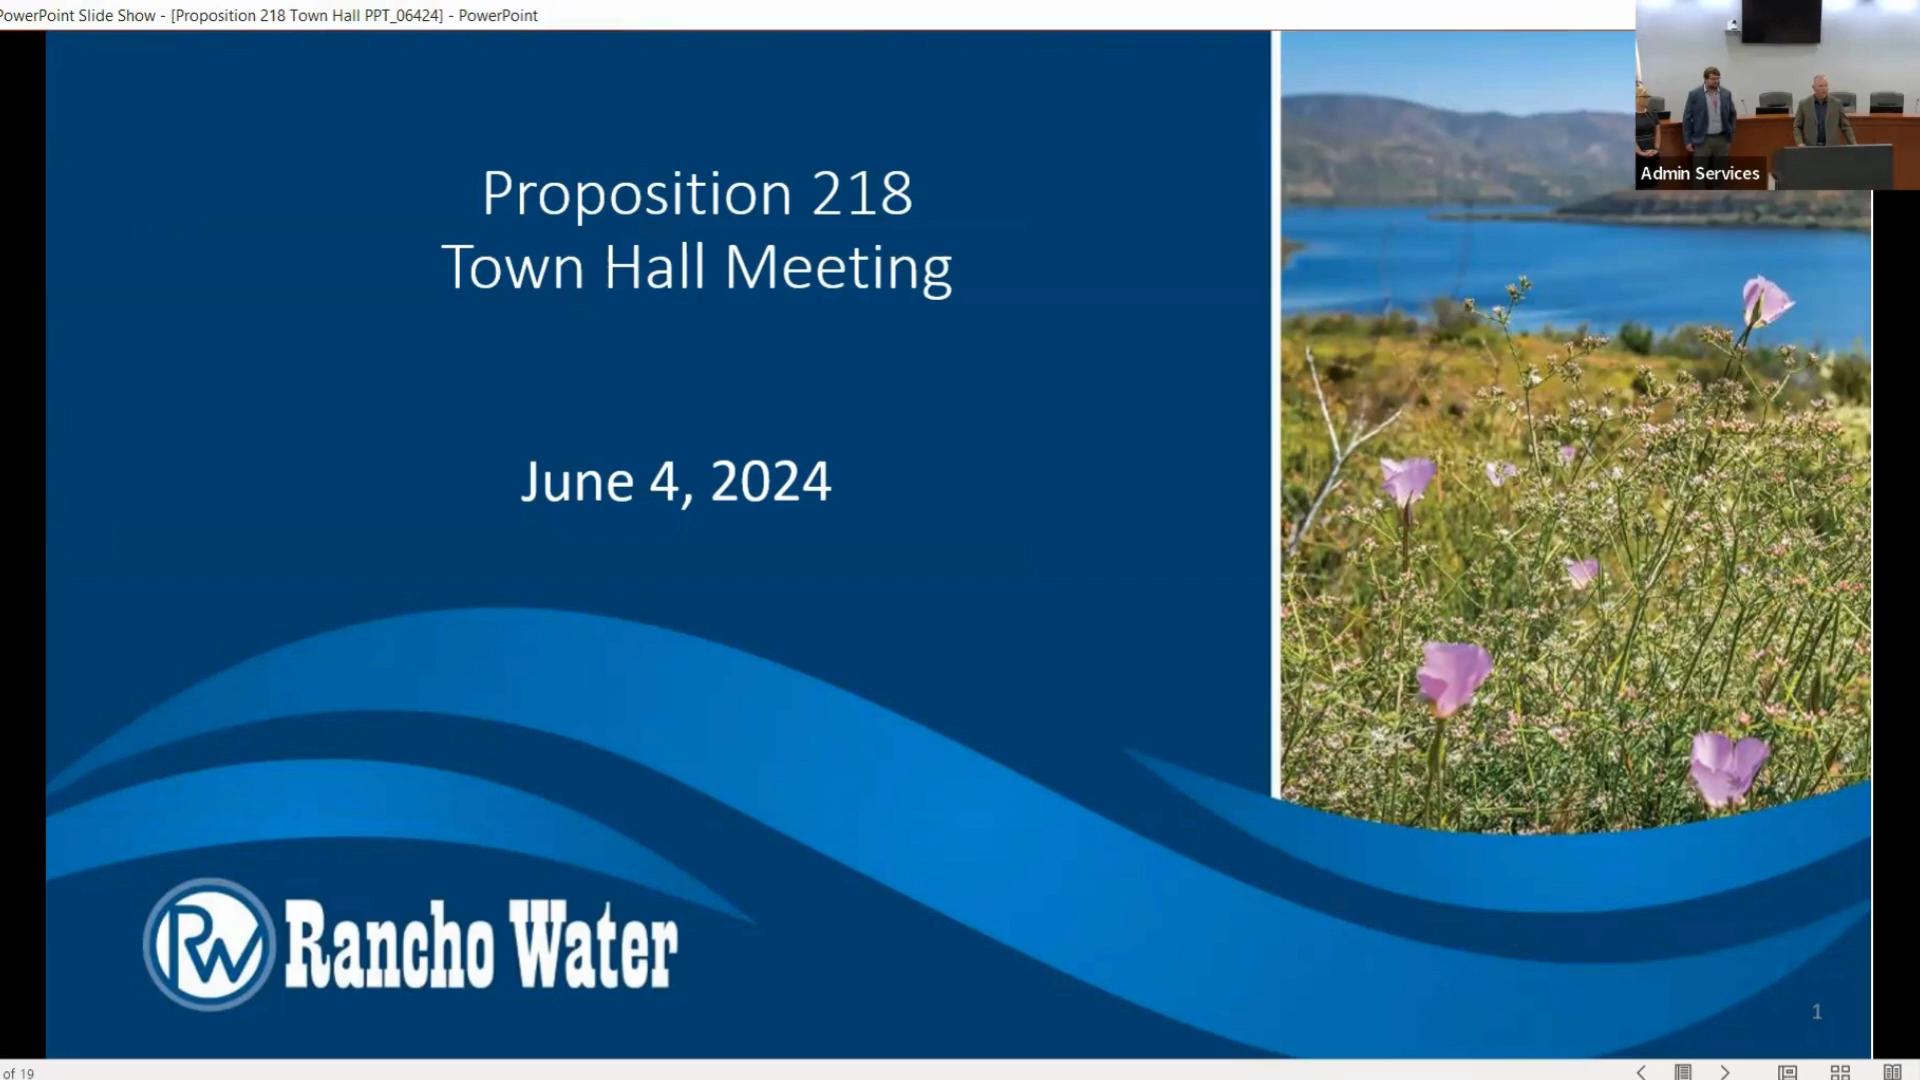 PowerPoint Slide Show - [Proposition 218 Town Hall PPT_06424] - PowerPoint
Admin Services
Proposition 218
Town Hall Meeting
June 4, 2024
RW Rancho Water
1
of 19